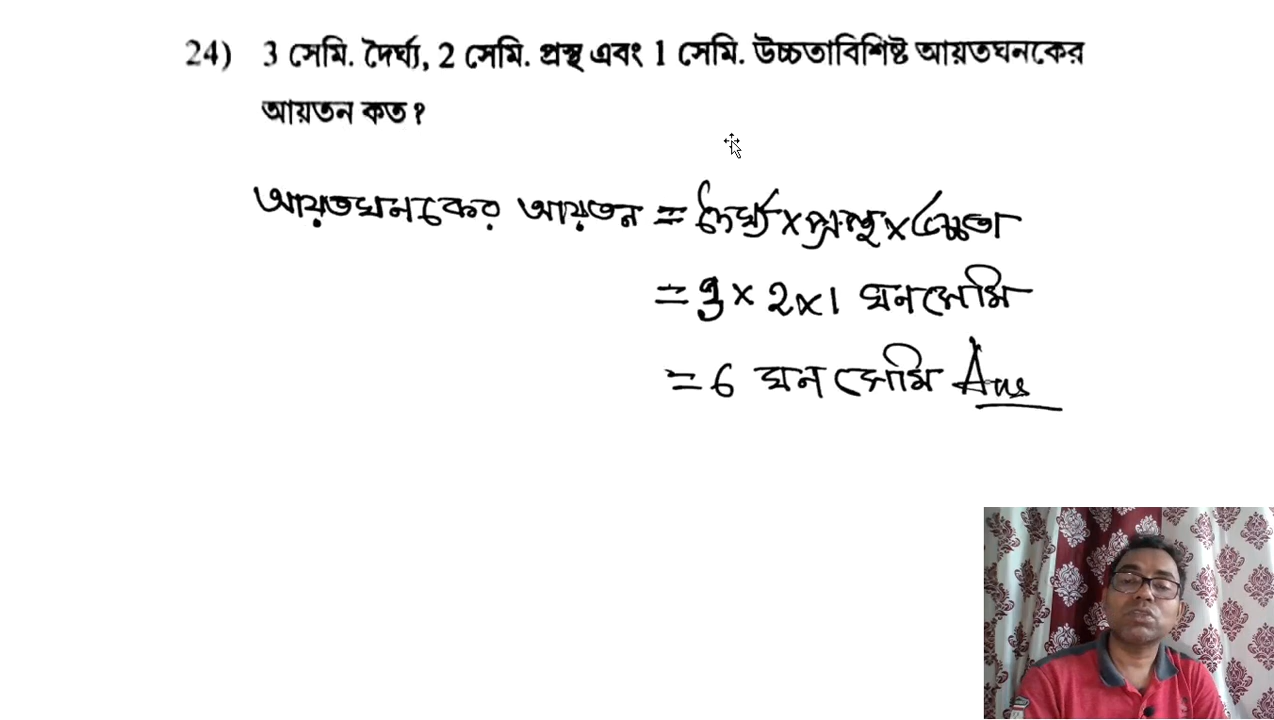 24) 3 সেমি. দৈর্ঘ্য, 2 সেমি. প্রস্থ এবং 1 সেমি. উচ্চতাবিশিষ্ট আয়তঘনকের
আয়তন কত?
আয়তঘনকের আয়তন = দৈর্ঘ্য × প্রস্থ × উচ্চতা
= 3 × 2 × 1 ঘনসেমি
= 6 ঘন সেমি Ans